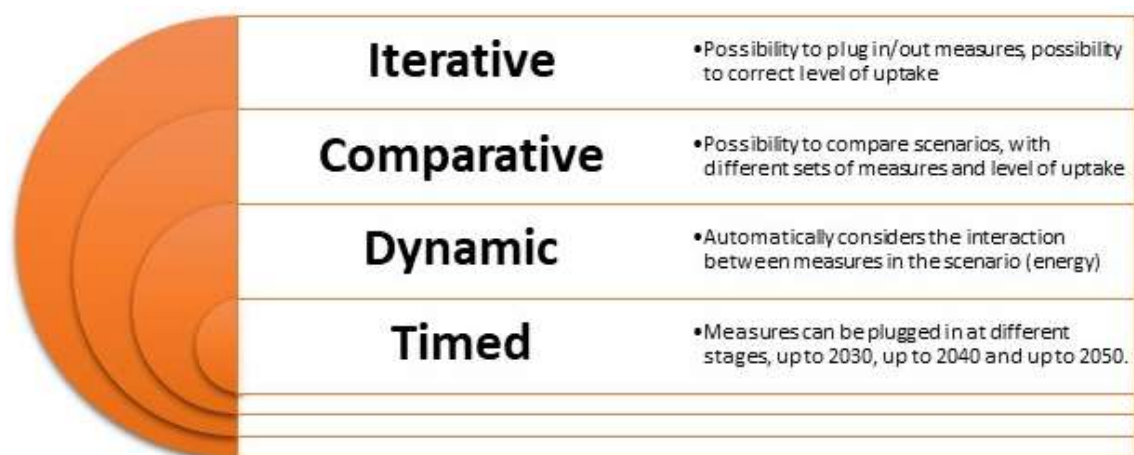 Iterative
•Possibility to plug in/out measures, possibility
to correct level of uptake
Comparative
•Possibility to compare scenarios, with
different sets of measures and level of uptake
Dynamic
•Automatically considers the interaction
between measures in the scenario (energy)
Timed
•Measures can be plugged in at different
stages, up to 2030, up to 2040 and up to 2050.